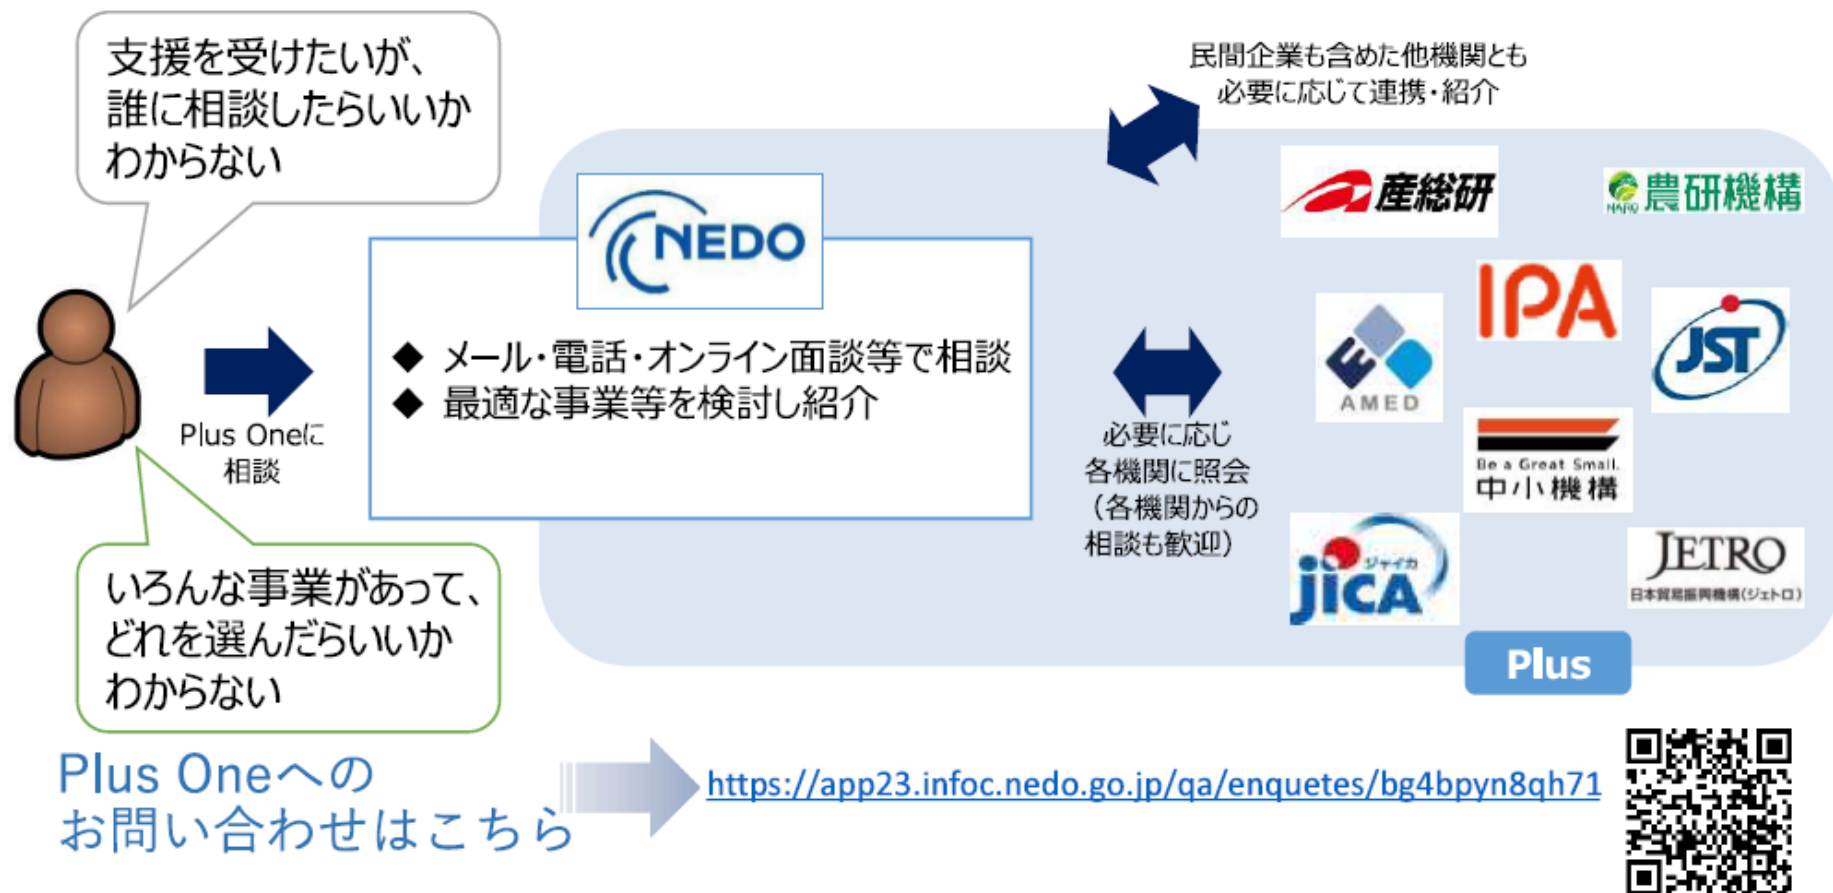 支援を受けたいが、
誰に相談したらいいか
わからない
民間企業も含めた他機関とも
必要に応じて連携・紹介
NEDO
産総研
NARO 農研機構
◆ メール・電話・オンライン面談等で相談
◆ 最適な事業等を検討し紹介
Plus Oneに
相談
必要に応じ
各機関に照会
（各機関からの
相談も歓迎）
IPA
AMED
JST
Be a Great Small.
中小機構
ジャイカ
jICA
JETRO
日本貿易振興機構(ジェトロ)
Plus
いろんな事業があって、
どれを選んだらいいか
わからない
Plus Oneへの
お問い合わせはこちら
https://app23.infoc.nedo.go.jp/qa/enquetes/bg4bpyn8qh71